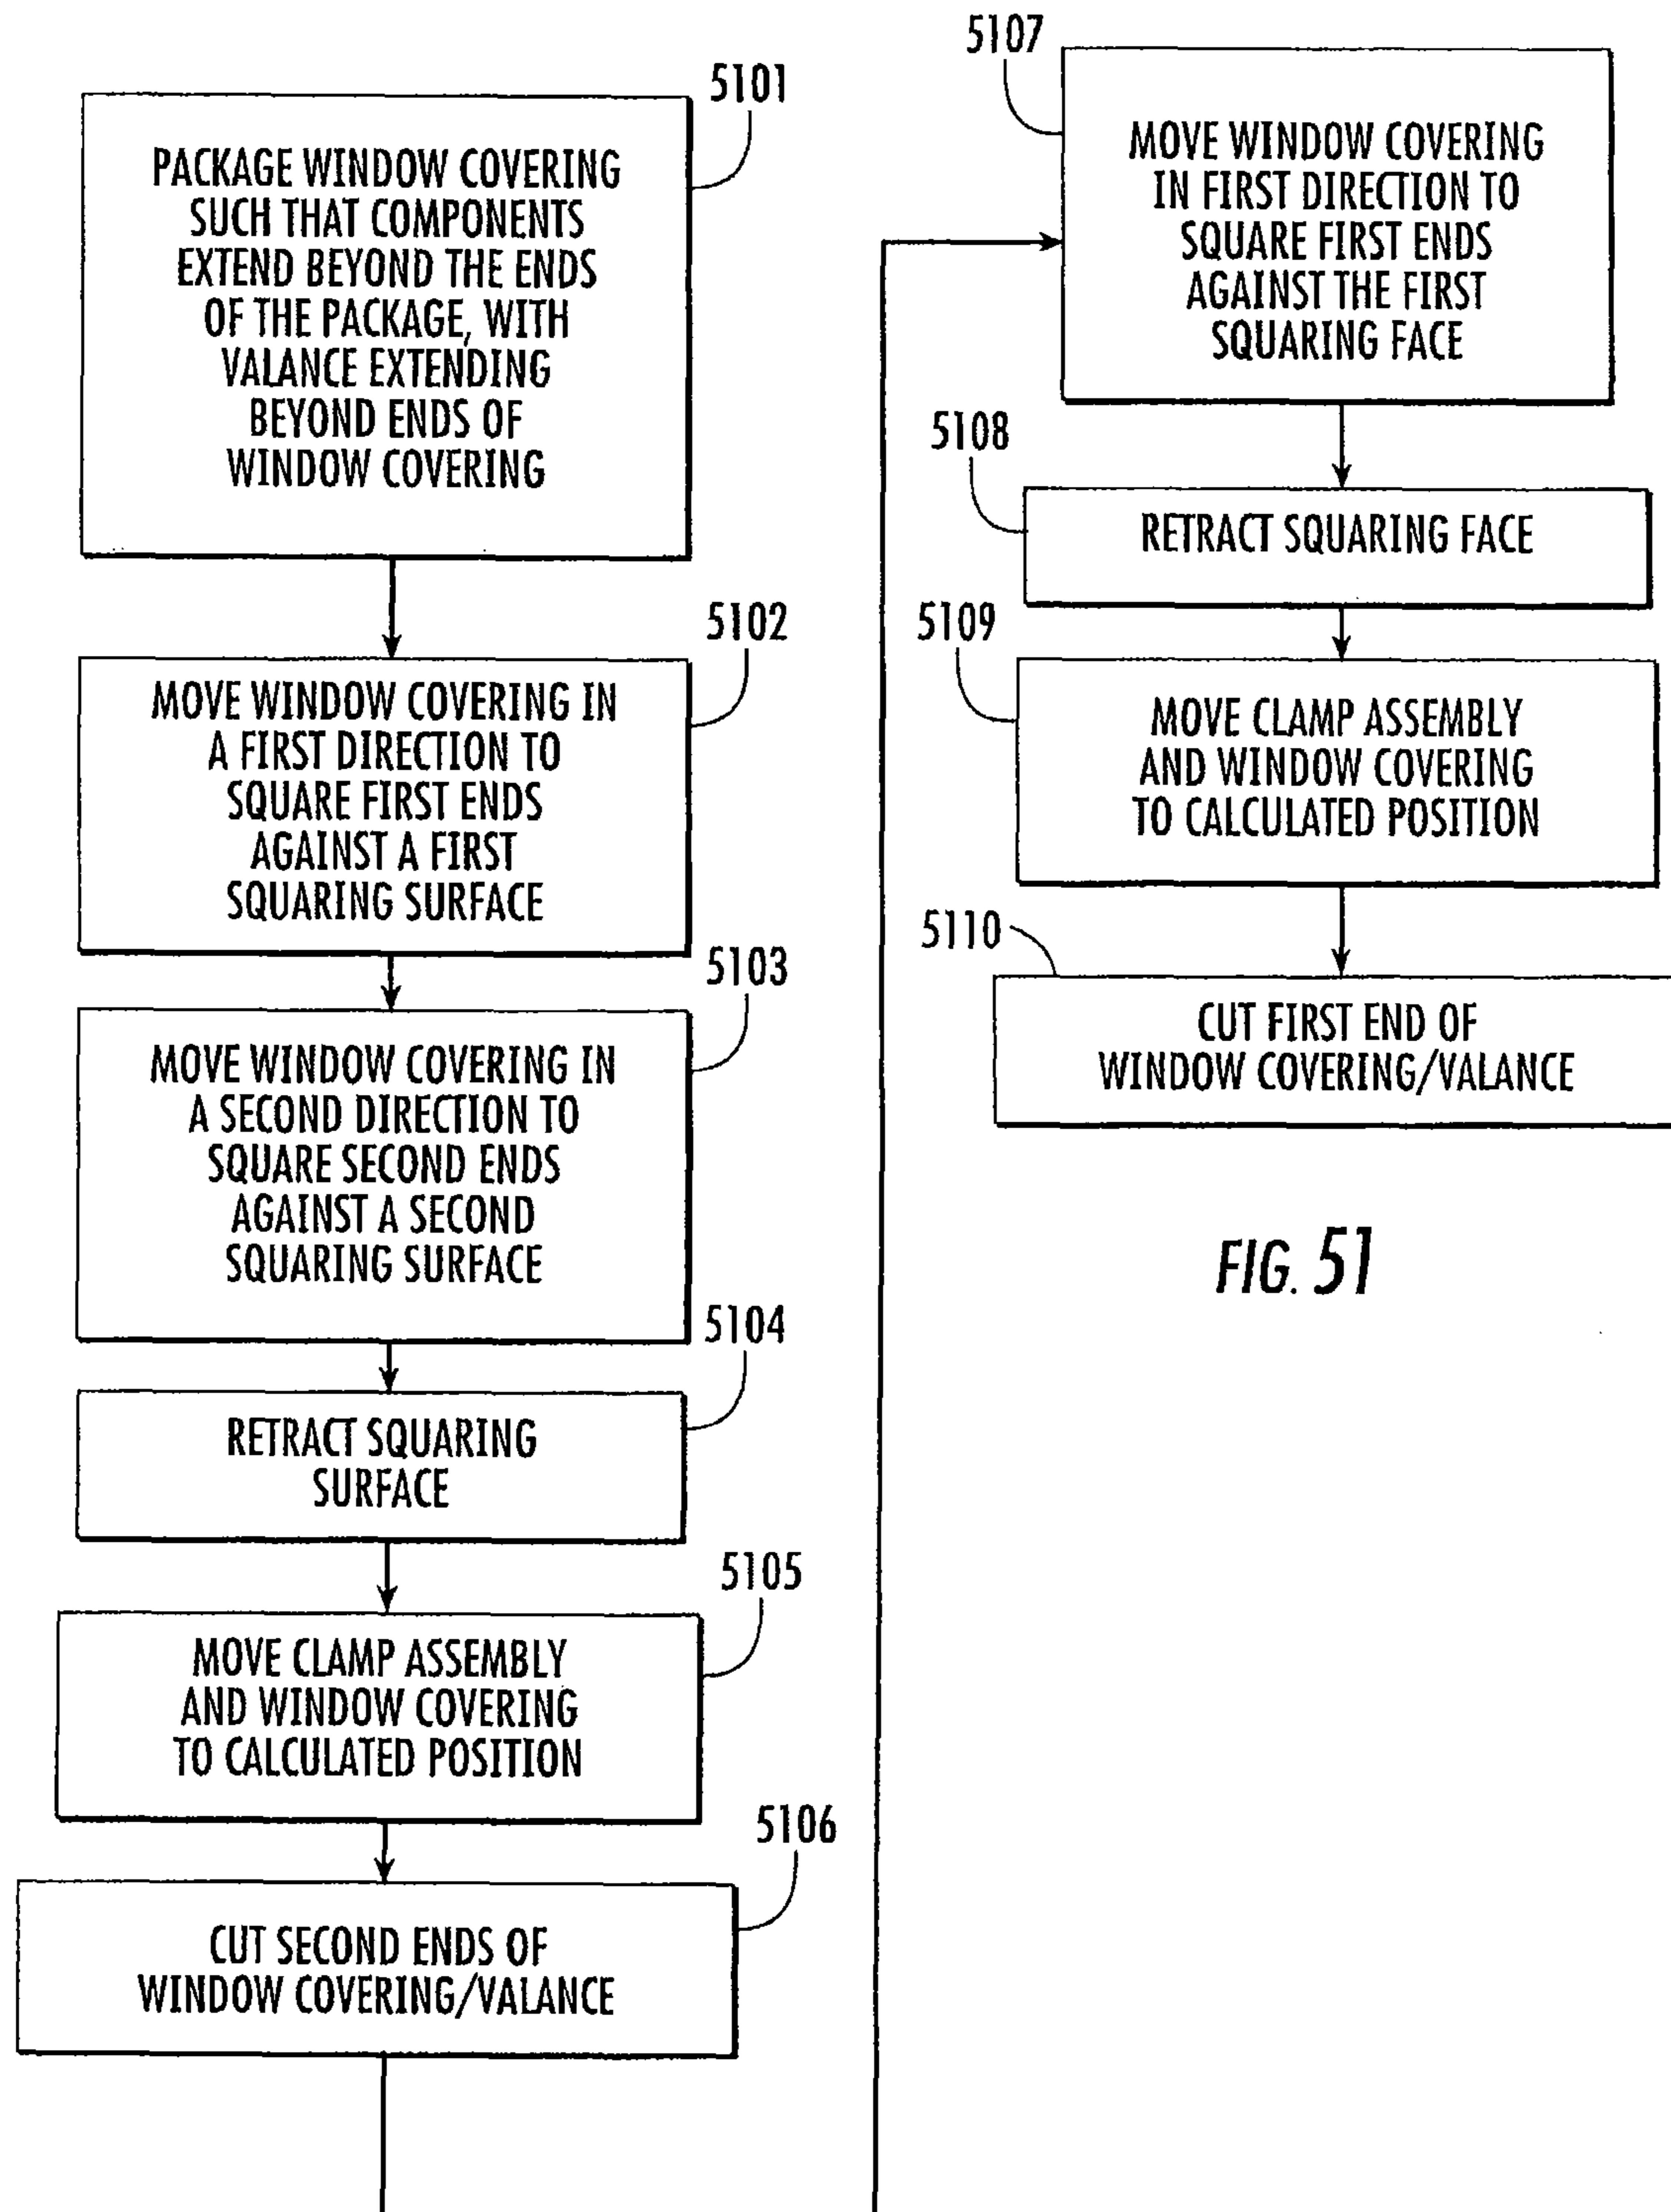 5101
PACKAGE WINDOW COVERING
SUCH THAT COMPONENTS
EXTEND BEYOND THE ENDS
OF THE PACKAGE, WITH
VALANCE EXTENDING
BEYOND ENDS OF
WINDOW COVERING
5102
MOVE WINDOW COVERING IN
A FIRST DIRECTION TO
SQUARE FIRST ENDS
AGAINST A FIRST
SQUARING SURFACE
5103
MOVE WINDOW COVERING IN
A SECOND DIRECTION TO
SQUARE SECOND ENDS
AGAINST A SECOND
SQUARING SURFACE
5104
RETRACT SQUARING
SURFACE
5105
MOVE CLAMP ASSEMBLY
AND WINDOW COVERING
TO CALCULATED POSITION
5106
CUT SECOND ENDS OF
WINDOW COVERING/VALANCE
5107
MOVE WINDOW COVERING
IN FIRST DIRECTION TO
SQUARE FIRST ENDS
AGAINST THE FIRST
SQUARING FACE
5108
RETRACT SQUARING FACE
5109
MOVE CLAMP ASSEMBLY
AND WINDOW COVERING
TO CALCULATED POSITION
5110
CUT FIRST END OF
WINDOW COVERING/VALANCE
FIG. 51